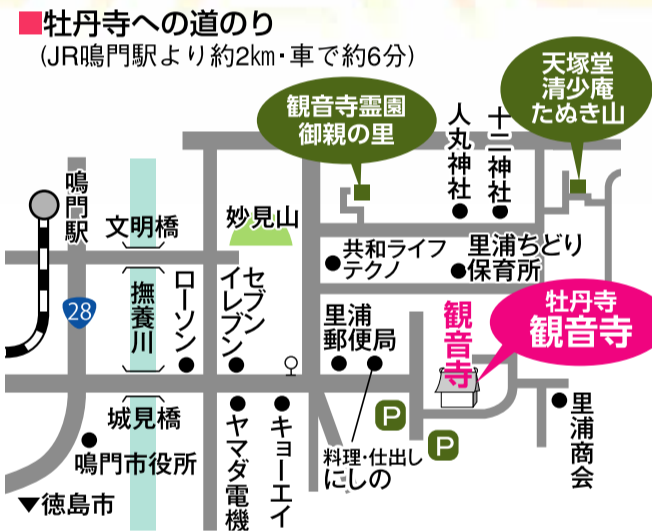 ■牡丹寺への道のり
(JR鳴門駅より約2km・車で約6分)
天塚堂
清少庵
たぬき山
観音寺霊園
御親の里
人丸神社
十二神社
鳴門駅
文明橋
妙見山
共和ライフ
テクノ
里浦ちどり
保育所
28
撫養川
ローソン
セブン
イレブン
里浦
郵便局
観音寺
牡丹寺
観音寺
城見橋
鳴門市役所
ヤマダ電機
キョーエイ
料理・仕出し
にしの
P
P
里浦商会
▼徳島市